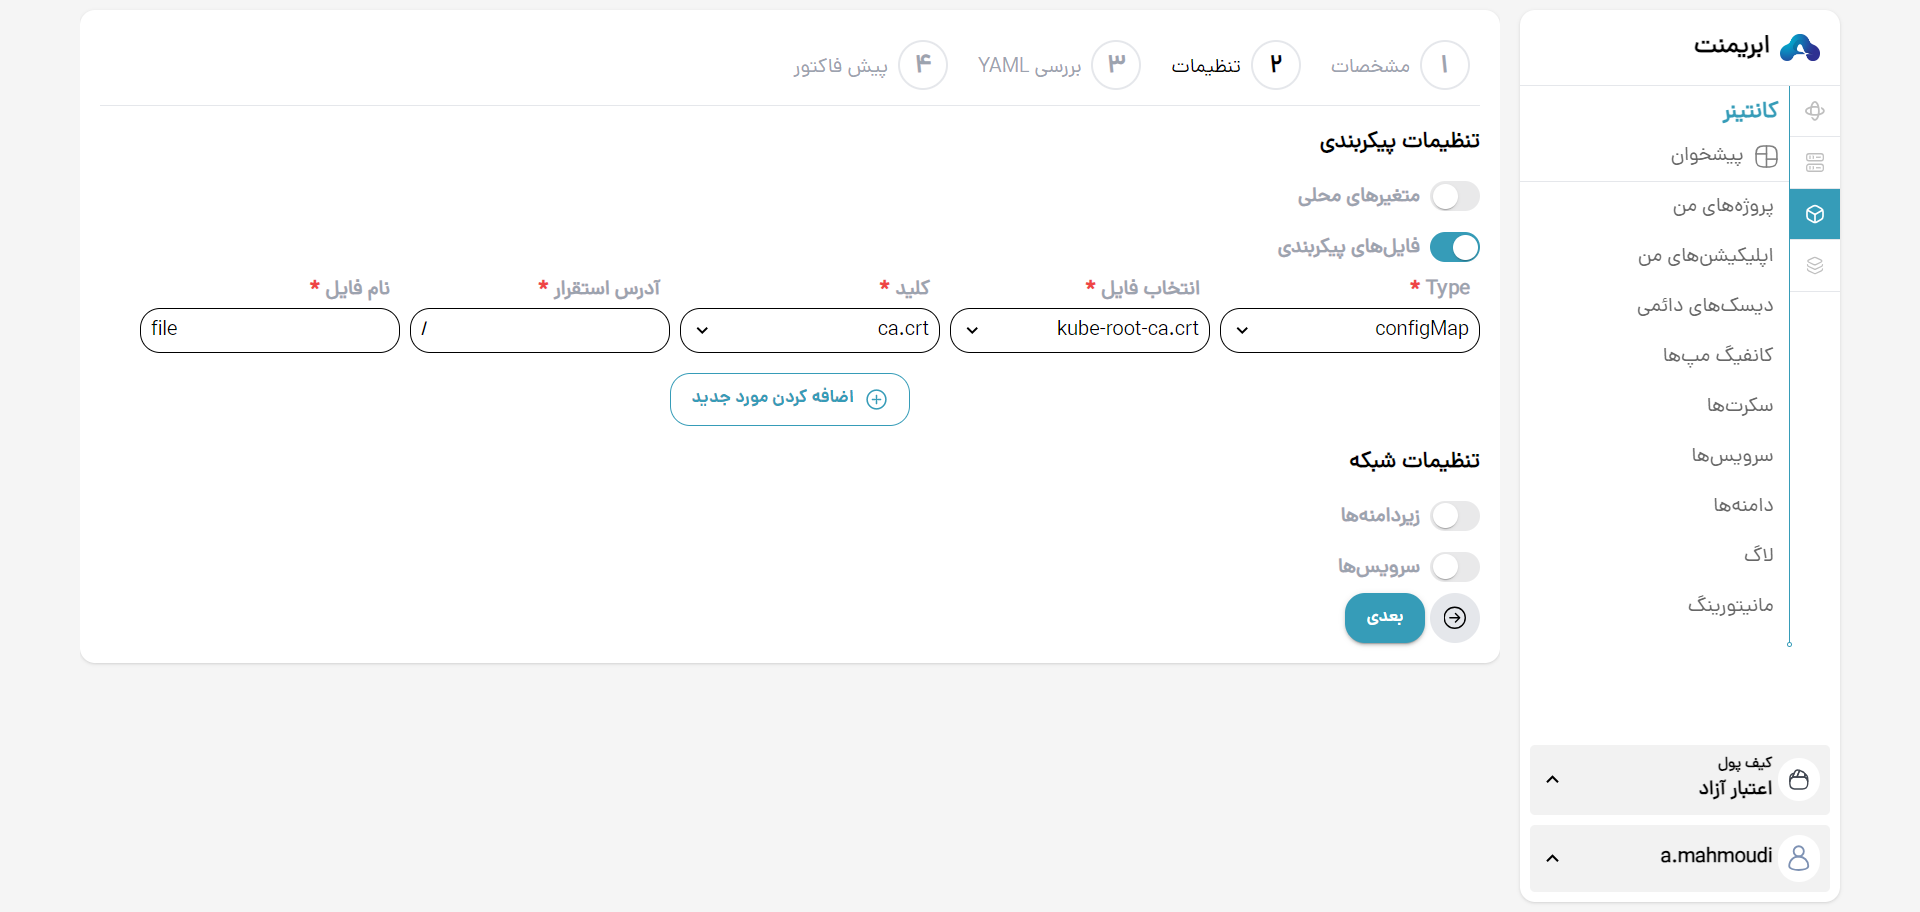 ابریمنت
کانتینر
پیشخوان
پروژه‌های من
اپلیکیشن‌های من
دیسک‌های دائمی
کانفیگ مپ‌ها
سکرت‌ها
سرویس‌ها
دامنه‌ها
لاگ
مانیتورینگ
کیف پول
اعتبار آزاد
a.mahmoudi
۱ مشخصات ۲ تنظیمات ۳ بررسی YAML ۴ پیش فاکتور
تنظیمات پیکربندی
متغیرهای محلی
فایل‌های پیکربندی
Type * انتخاب فایل * کلید * آدرس استقرار * نام فایل *
configMap kube-root-ca.crt ca.crt / file
اضافه کردن مورد جدید
تنظیمات شبکه
زیردامنه‌ها
سرویس‌ها
بعدی